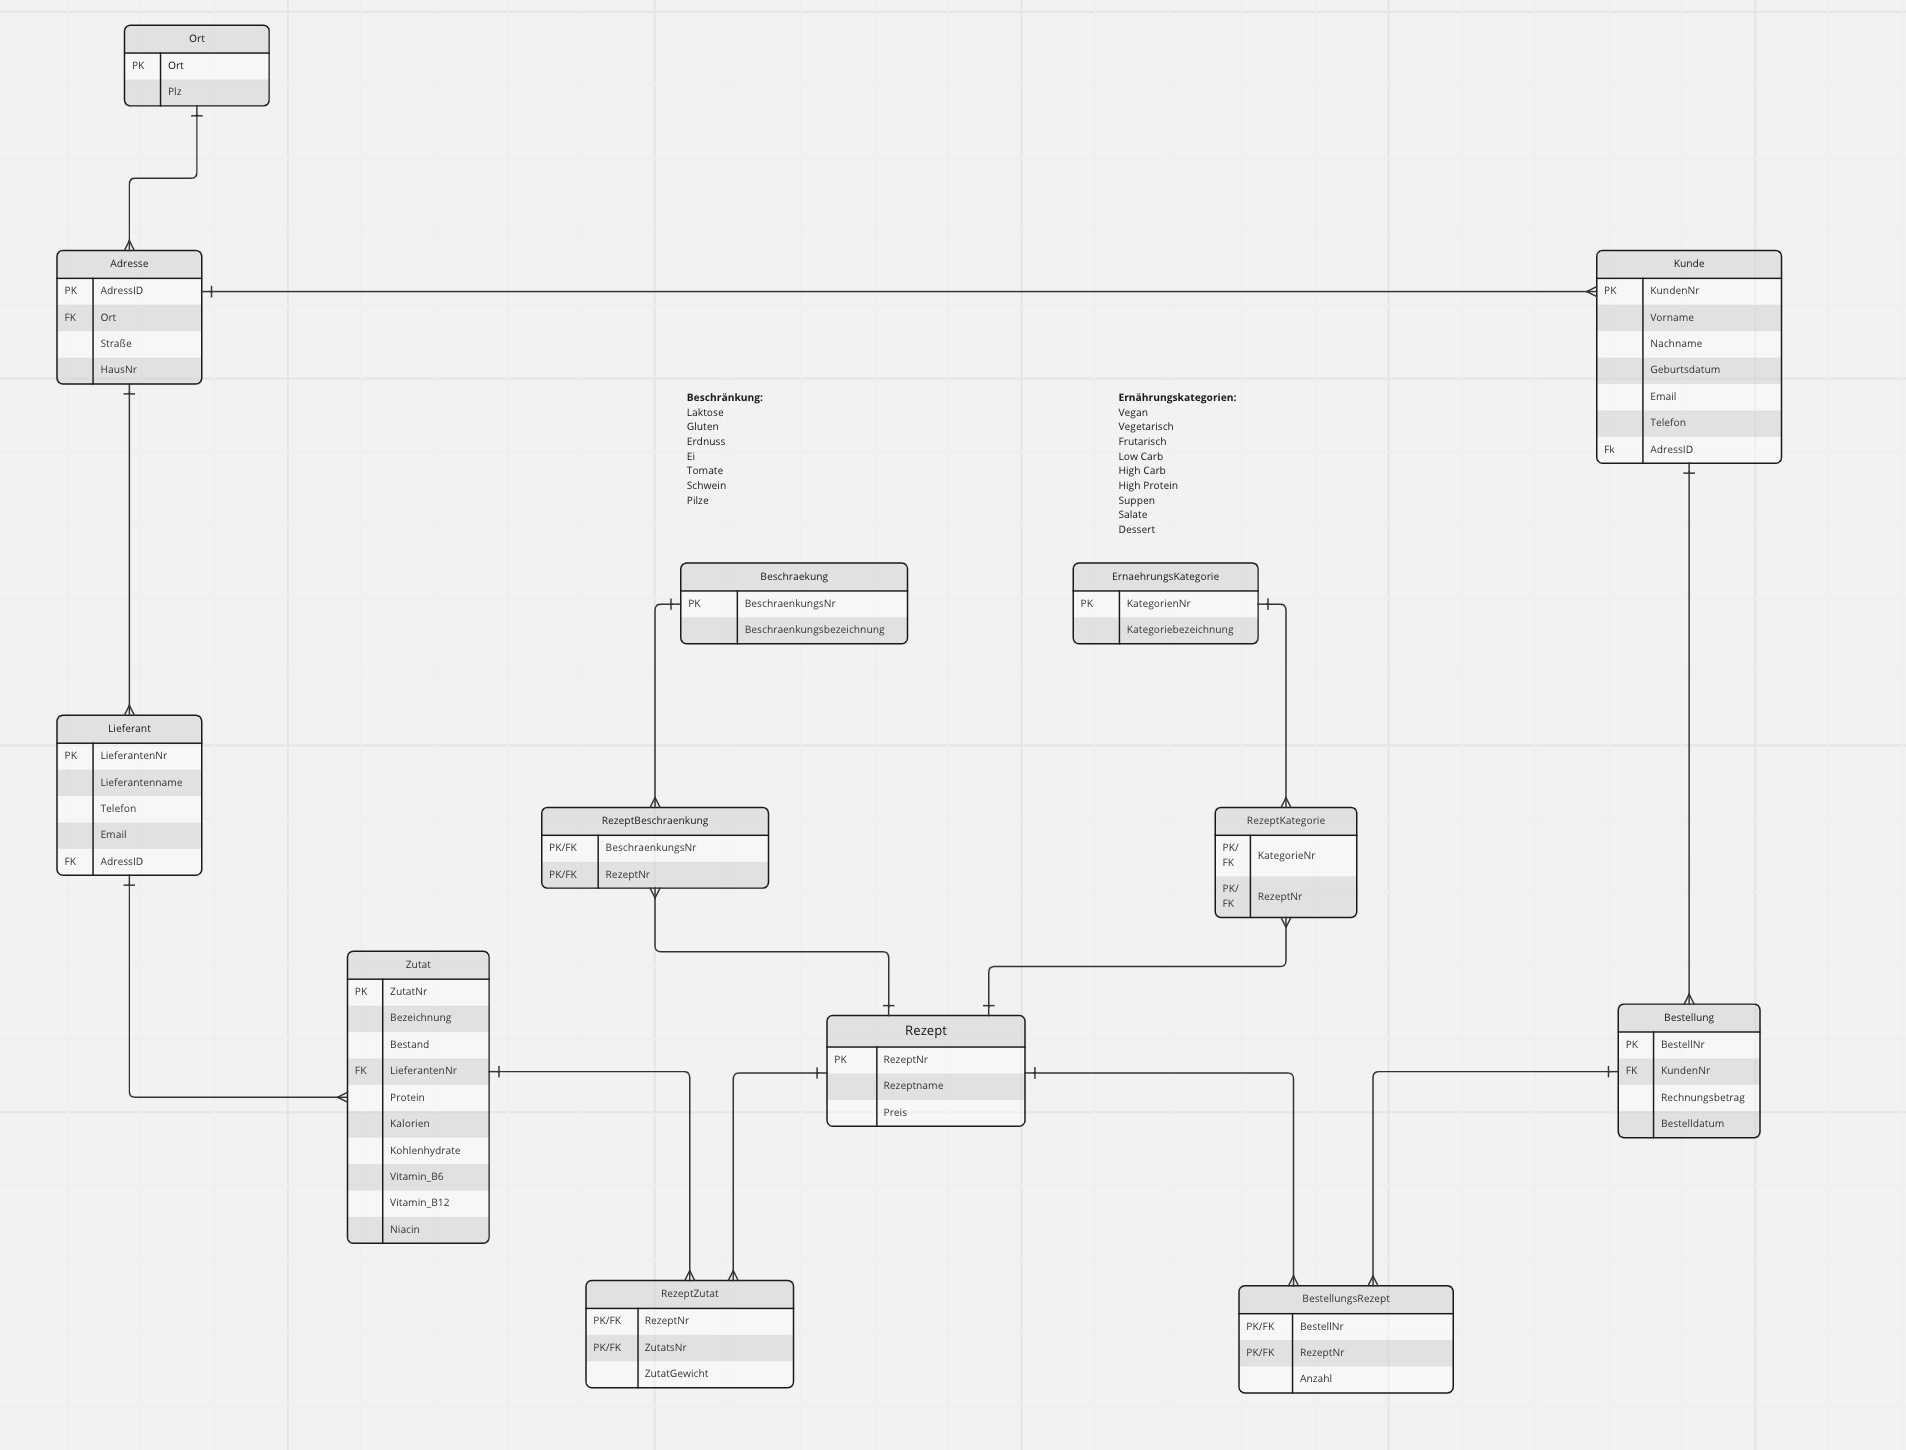 Ort
PK Ort
Plz
Adresse
PK AdressID
FK Ort
Straße
HausNr
Kunde
PK KundenNr
Vorname
Nachname
Geburtsdatum
Email
Telefon
Fk AdressID
Beschränkung:
Laktose
Gluten
Erdnuss
Ei
Tomate
Schwein
Pilze
Ernährungskategorien:
Vegan
Vegetarisch
Frutarisch
Low Carb
High Carb
High Protein
Suppen
Salate
Dessert
Beschraekung
PK BeschraenkungsNr
Beschraenkungsbezeichnung
ErnaehrungsKategorie
PK KategorienNr
Kategoriebezeichnung
Lieferant
PK LieferantenNr
Lieferantenname
Telefon
Email
FK AdressID
RezeptBeschraenkung
PK/FK BeschraenkungsNr
PK/FK RezeptNr
RezeptKategorie
PK/
FK KategorieNr
PK/
FK RezeptNr
Zutat
PK ZutatNr
Bezeichnung
Bestand
FK LieferantenNr
Protein
Kalorien
Kohlenhydrate
Vitamin_B6
Vitamin_B12
Niacin
Rezept
PK RezeptNr
Rezeptname
Preis
Bestellung
PK BestellNr
FK KundenNr
Rechnungsbetrag
Bestelldatum
RezeptZutat
PK/FK RezeptNr
PK/FK ZutatsNr
ZutatGewicht
BestellungsRezept
PK/FK BestellNr
PK/FK RezeptNr
Anzahl